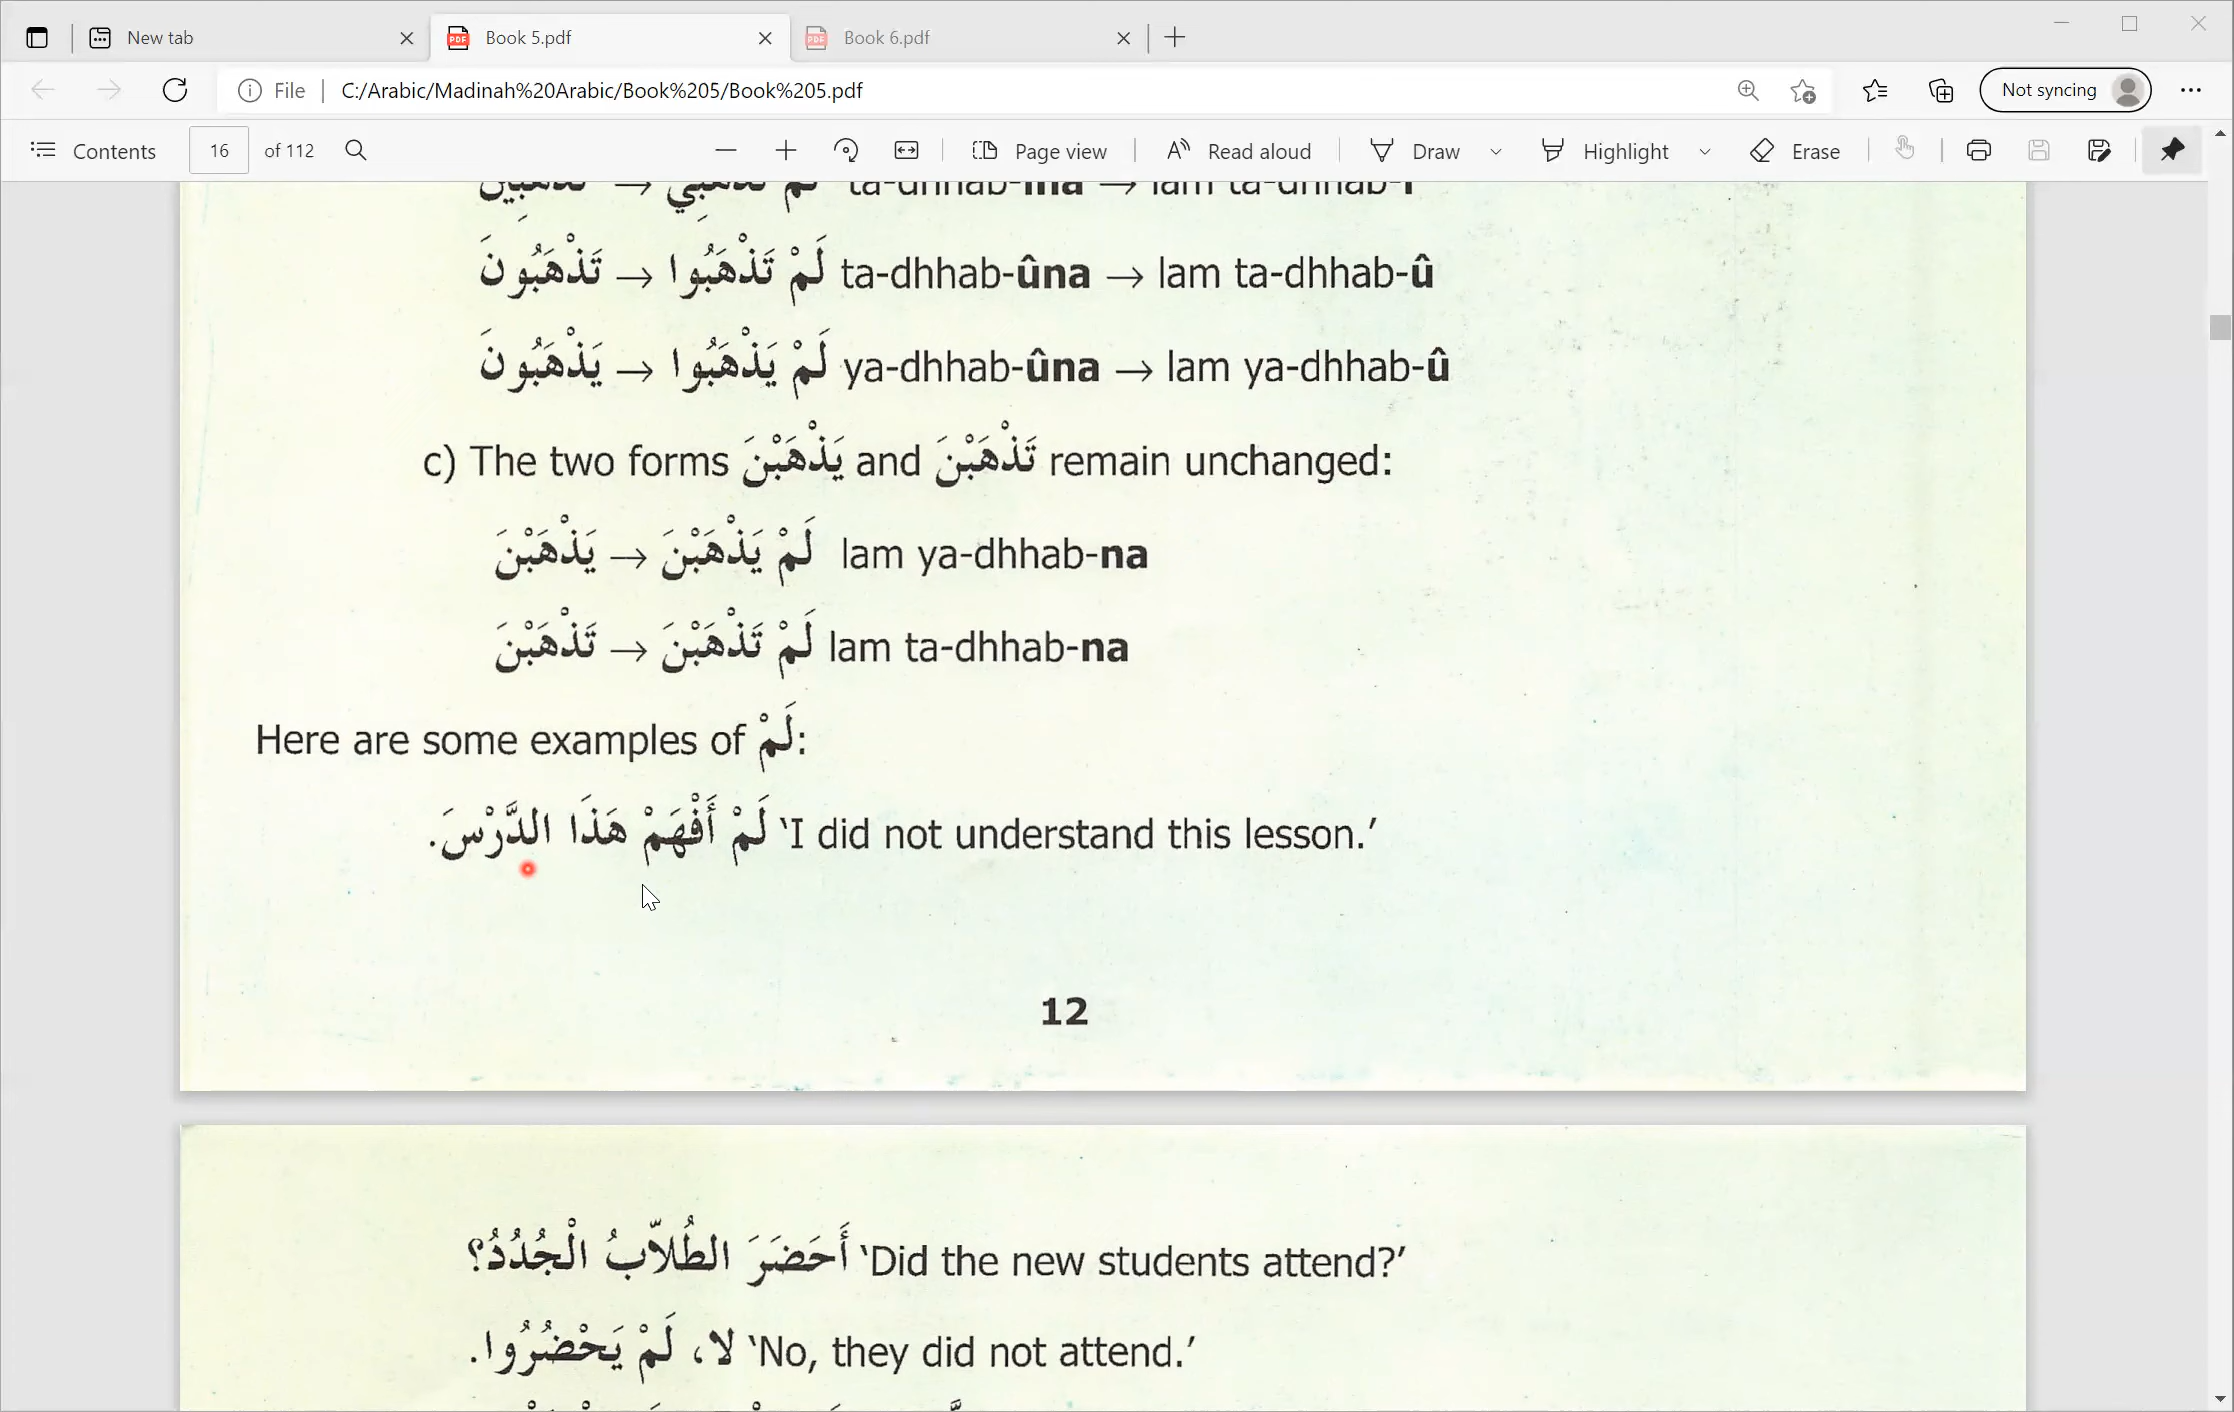 New tab
Book 5.pdf
Book 6.pdf
File
C:/Arabic/Madinah%20Arabic/Book%205/Book%205.pdf
Not syncing
Contents
16
of 112
Page view
Read aloud
Draw
Highlight
Erase
تَذْهَبُونَ → لَمْ تَذْهَبُوا ta-dhhab-ûna → lam ta-dhhab-û
يَذْهَبُونَ → لَمْ يَذْهَبُوا ya-dhhab-ûna → lam ya-dhhab-û
c) The two forms يَذْهَبْنَ and تَذْهَبْنَ remain unchanged:
يَذْهَبْنَ → لَمْ يَذْهَبْنَ lam ya-dhhab-na
تَذْهَبْنَ → لَمْ تَذْهَبْنَ lam ta-dhhab-na
Here are some examples of لَمْ:
لَمْ أَفْهَمْ هَذَا الدَّرْسَ. ‘I did not understand this lesson.’
12
أَحَضَرَ الطُلاَّبُ الْجُدُدُ؟ ‘Did the new students attend?’
لا، لَمْ يَحْضُرُوا. ‘No, they did not attend.’